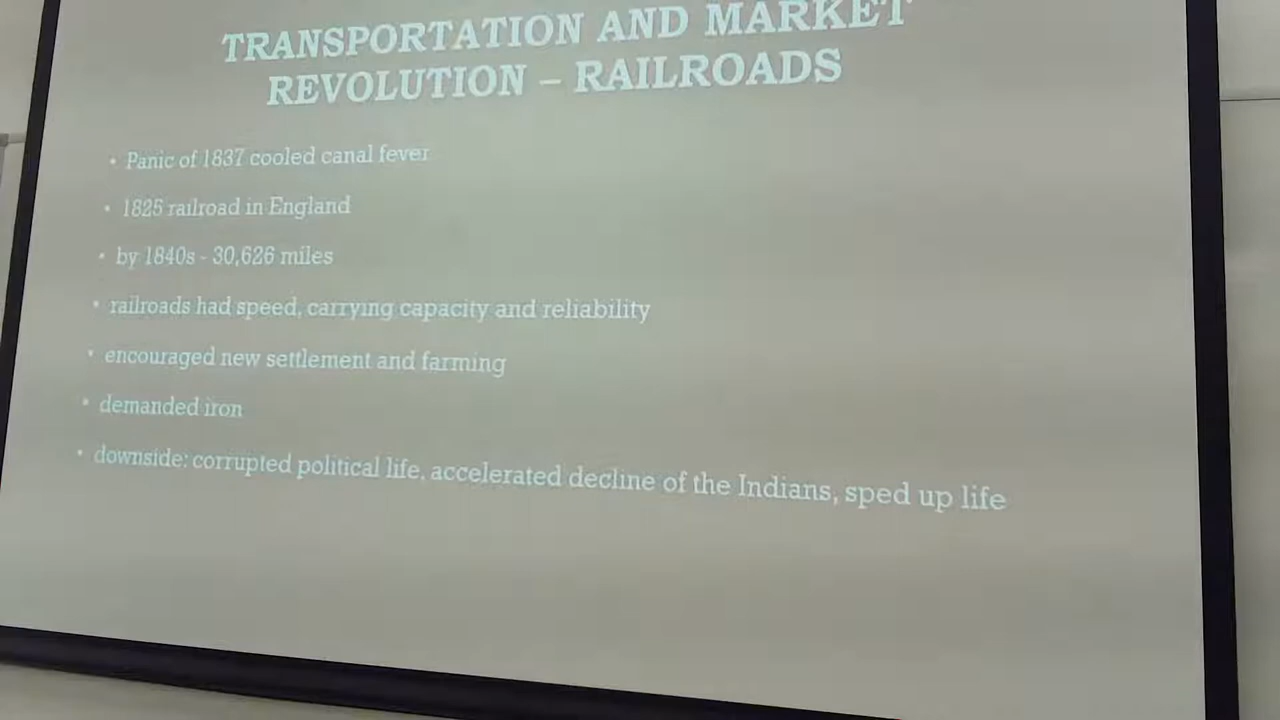 TRANSPORTATION AND MARKET
REVOLUTION – RAILROADS
• Panic of 1837 cooled canal fever
• 1825 railroad in England
• by 1840s - 30,626 miles
• railroads had speed, carrying capacity and reliability
• encouraged new settlement and farming
• demanded iron
• downside: corrupted political life, accelerated decline of the Indians, sped up life